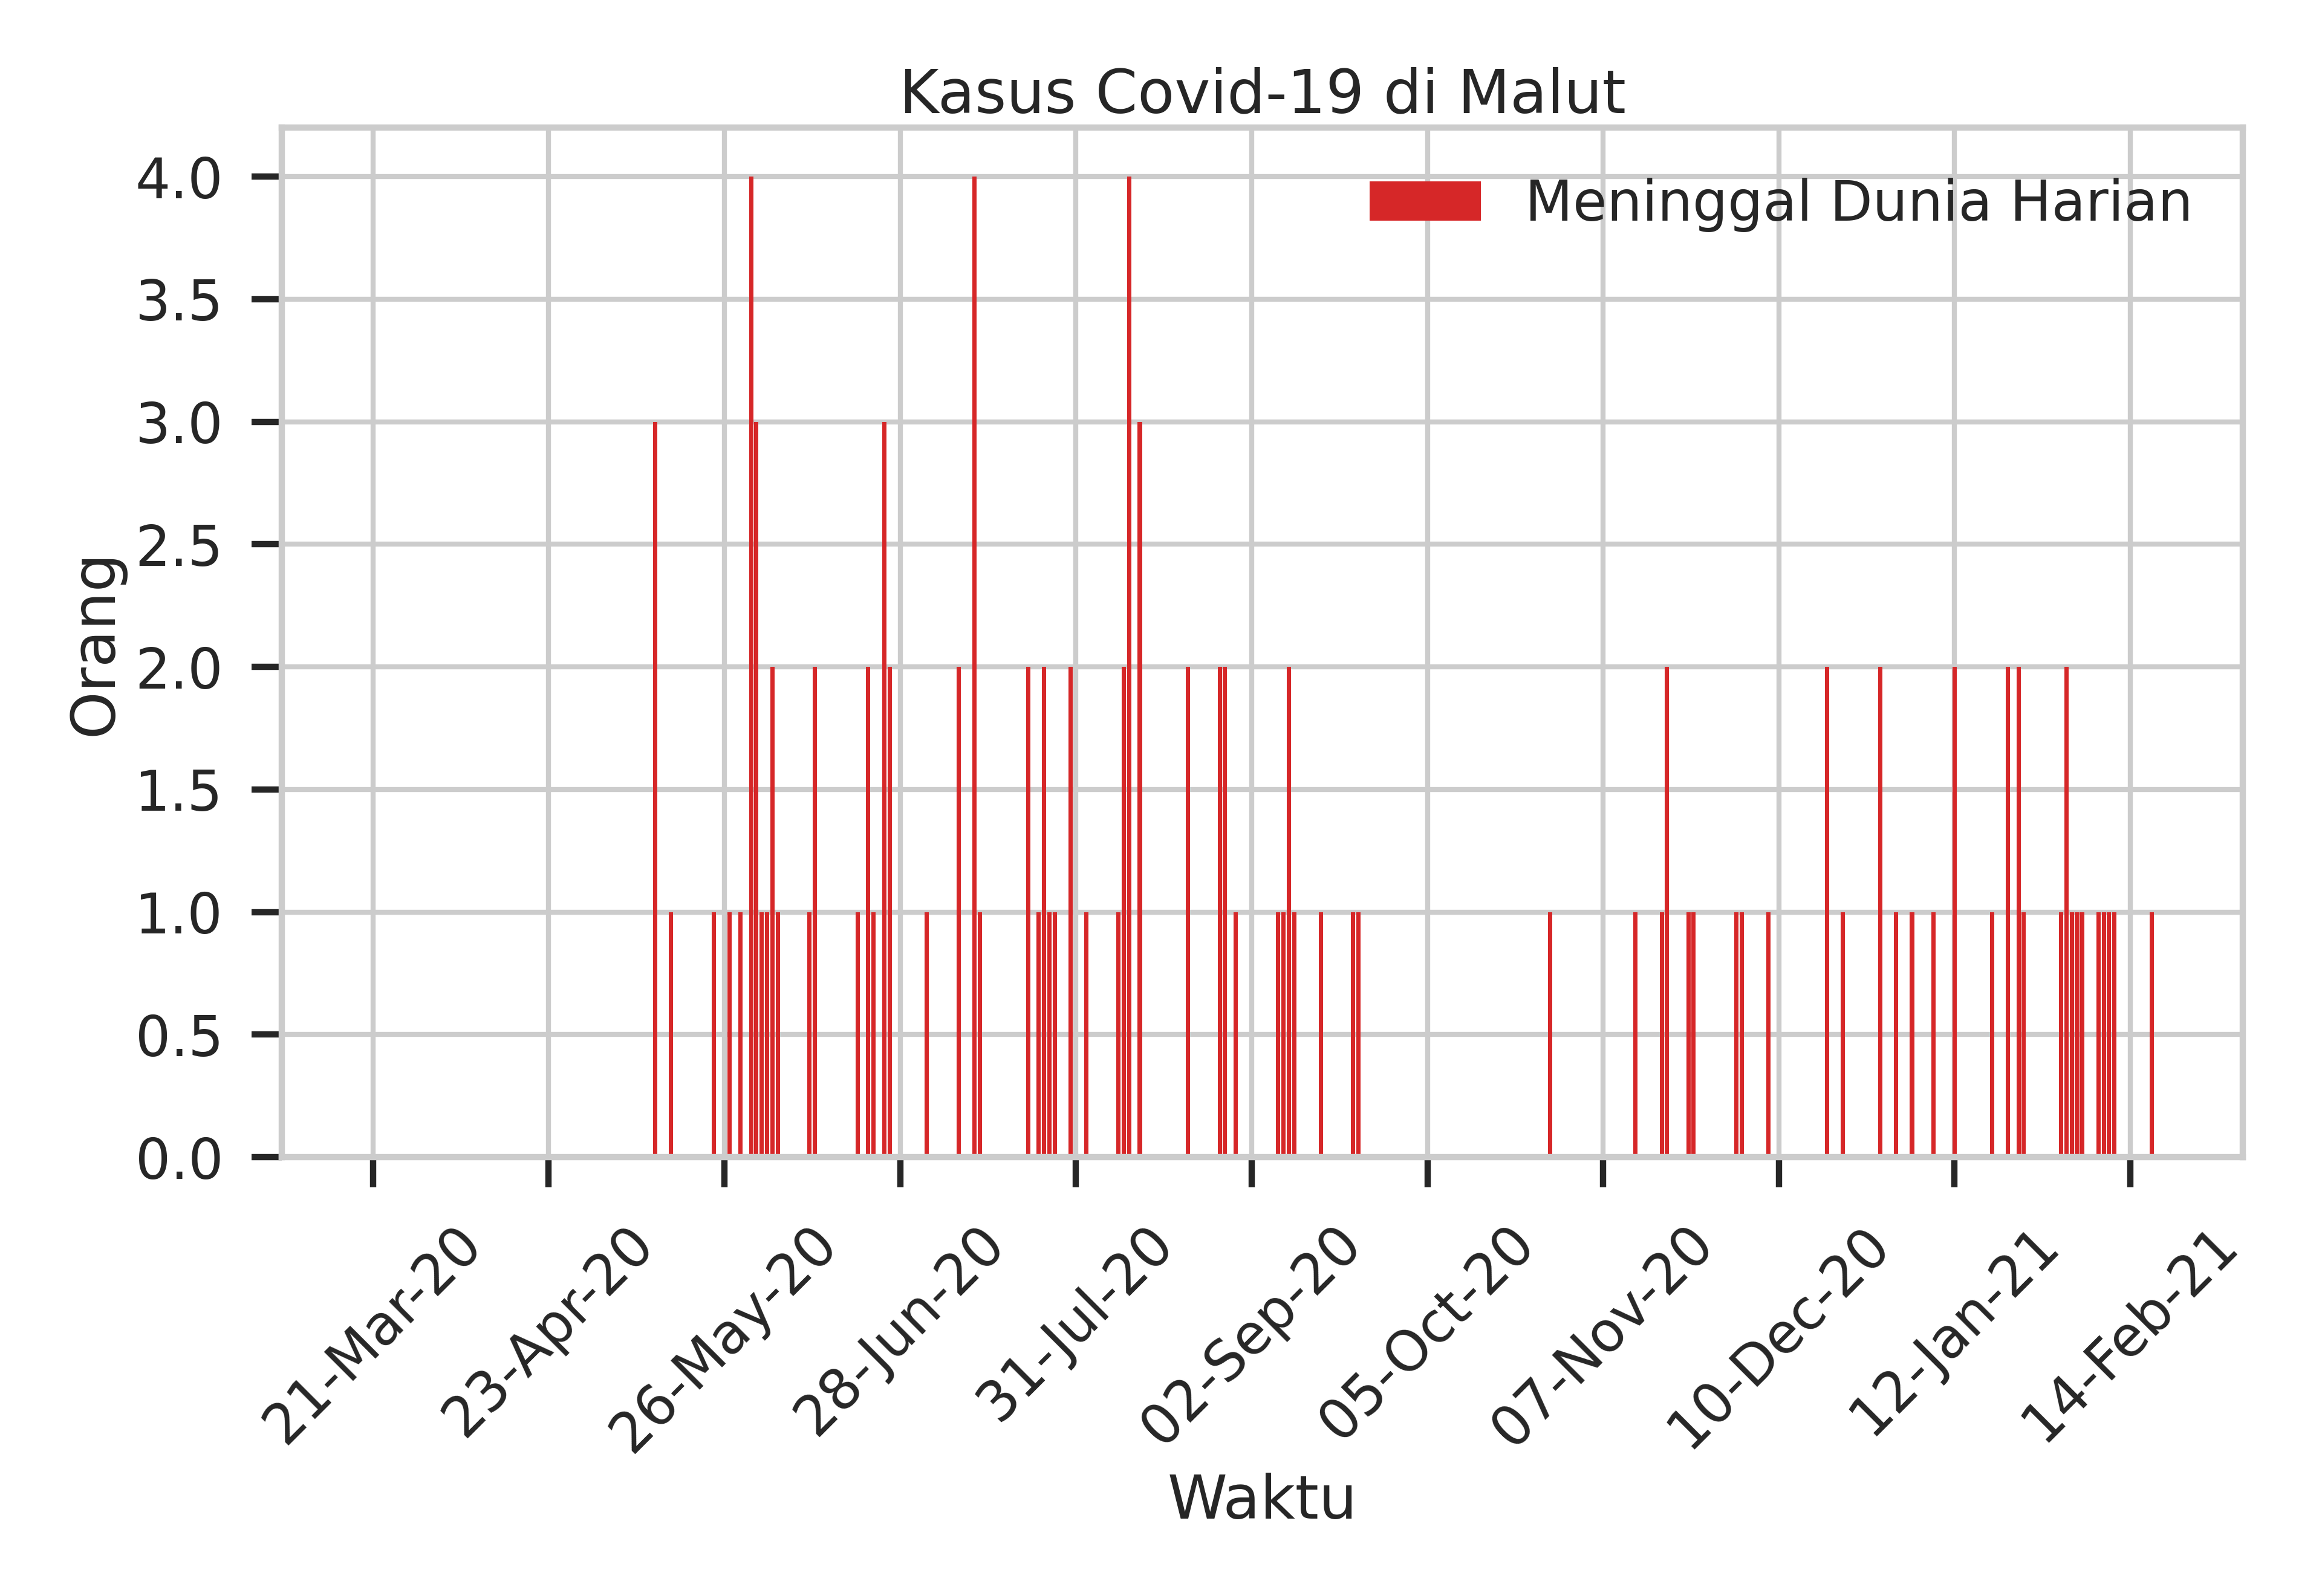 Kasus Covid-19 di Malut
Meninggal Dunia Harian
Orang
4.0
3.5
3.0
2.5
2.0
1.5
1.0
0.5
0.0
21-Mar-20
23-Apr-20
26-May-20
28-Jun-20
31-Jul-20
02-Sep-20
05-Oct-20
07-Nov-20
10-Dec-20
12-Jan-21
14-Feb-21
Waktu